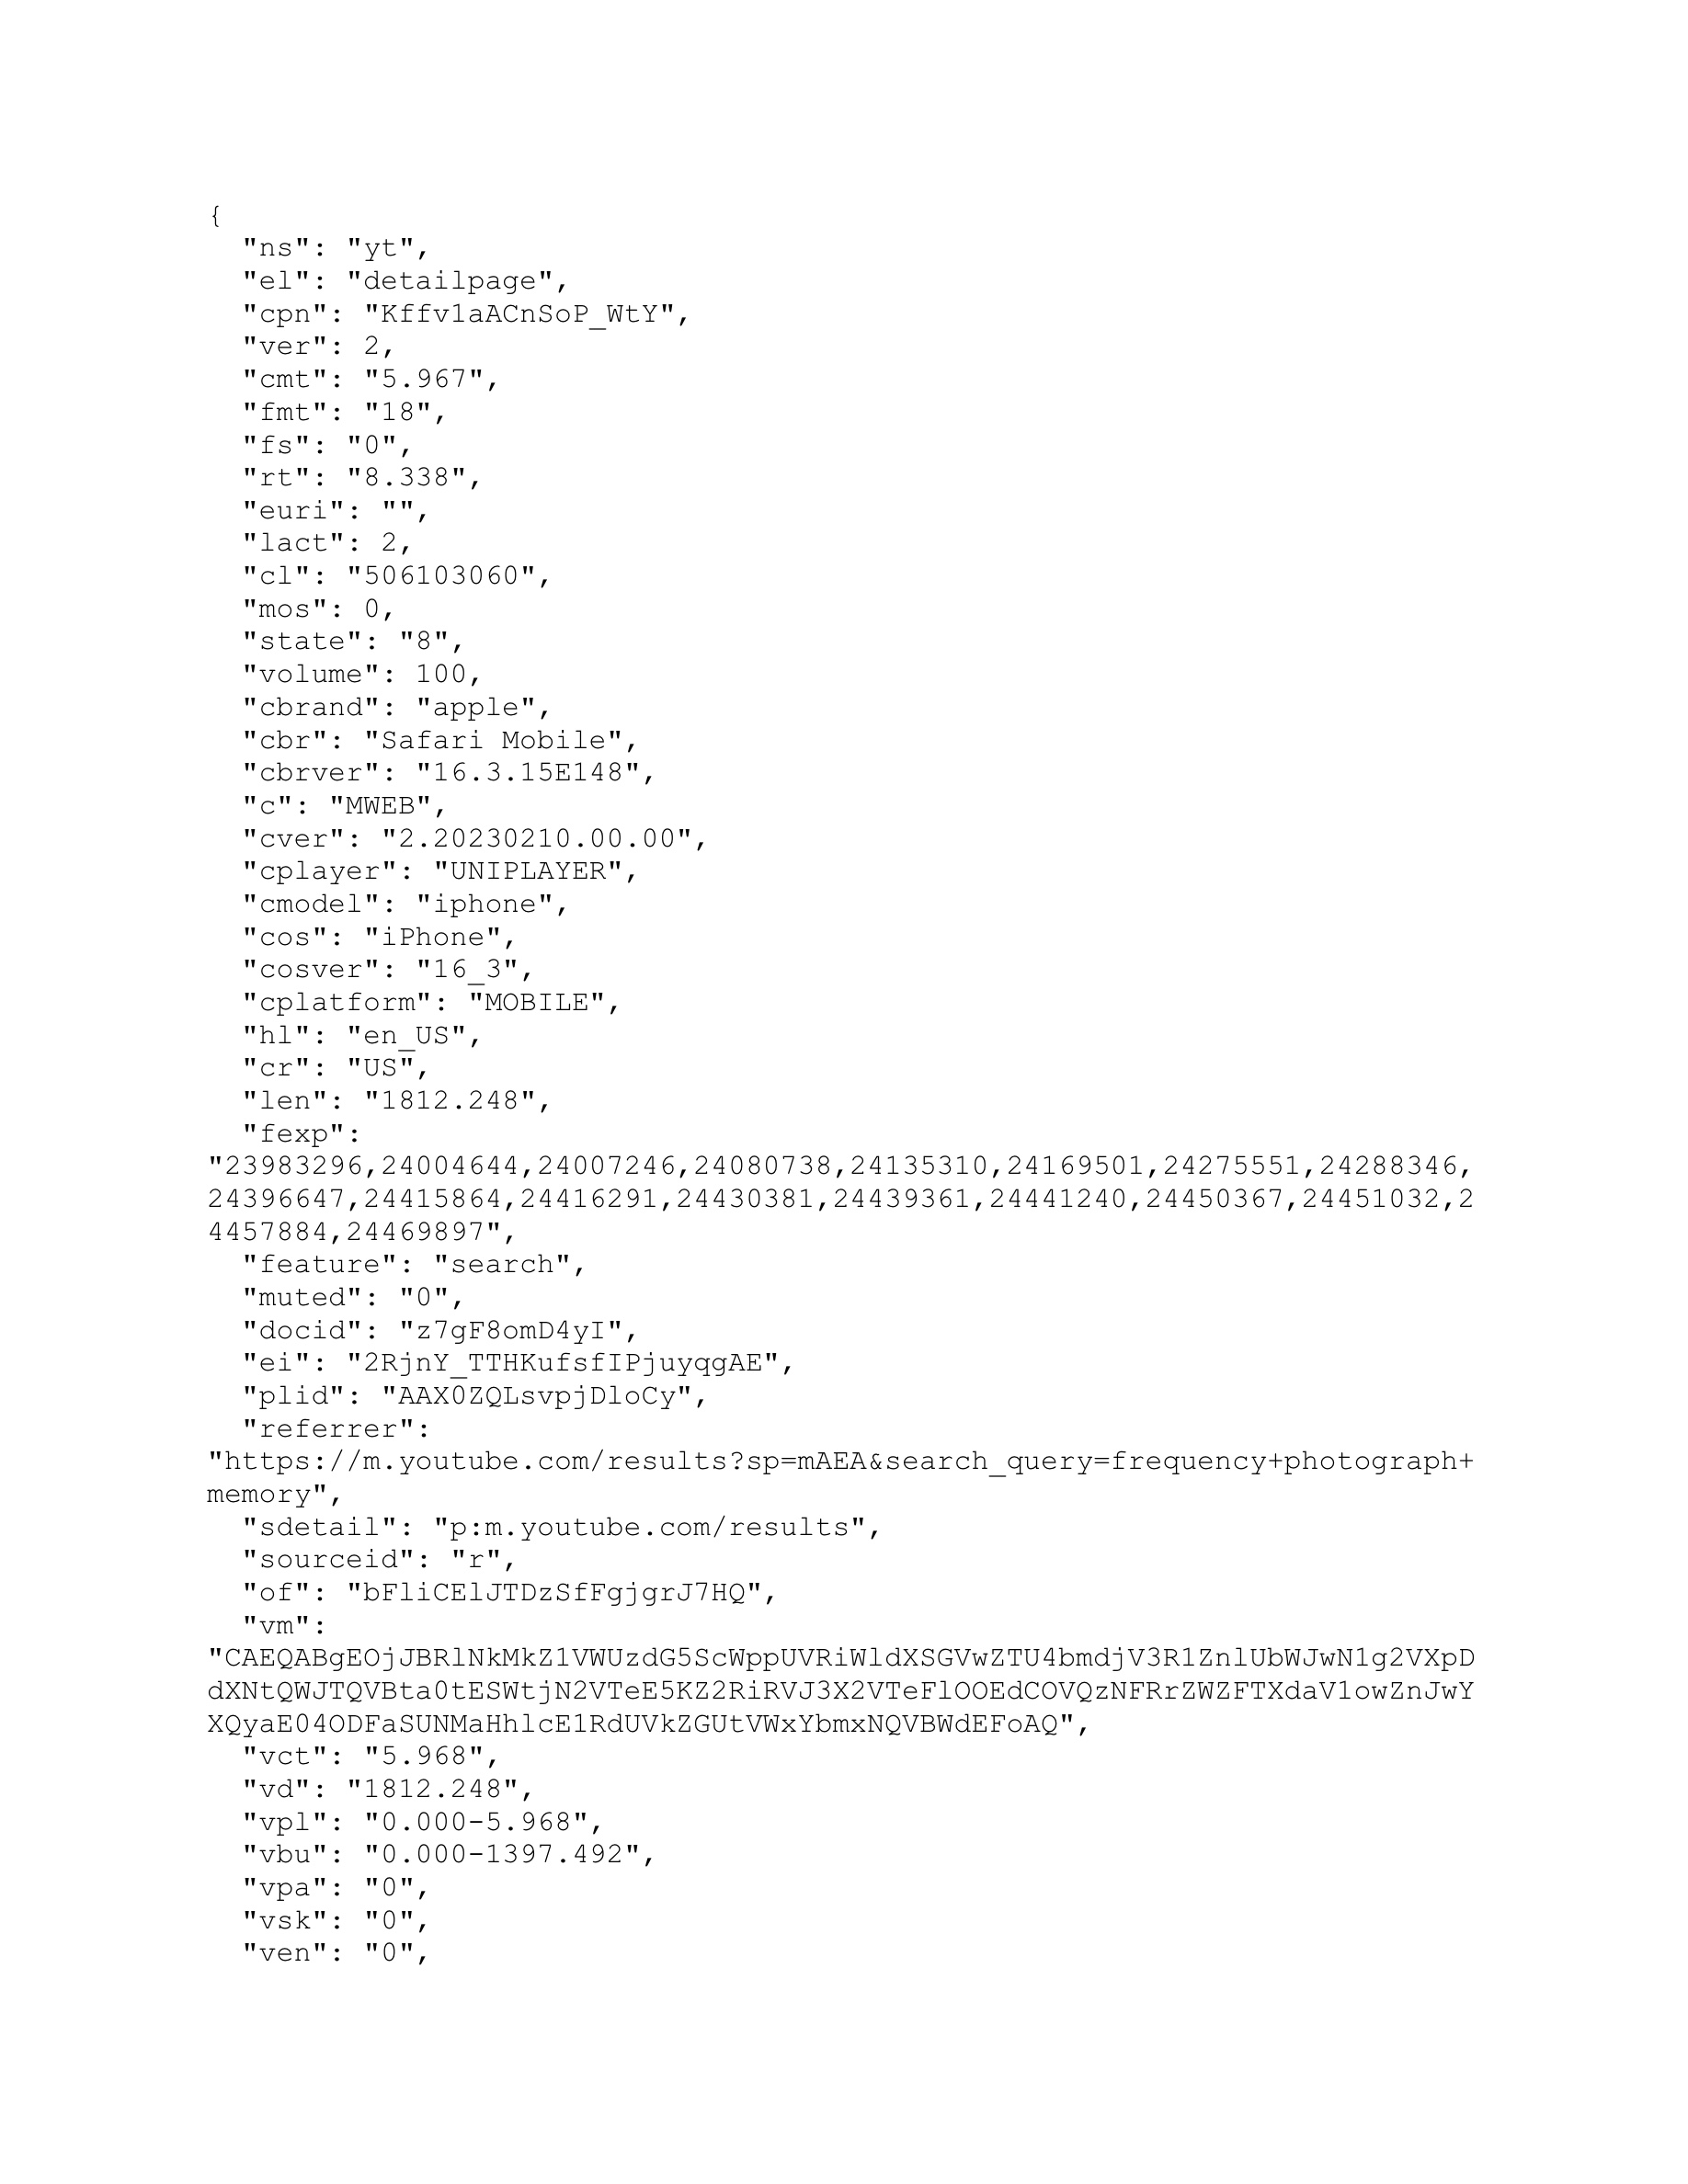 {
"ns": "yt",
"el": "detailpage",
"cpn": "Kffv1aACnSoP_WtY",
"ver": 2,
"cmt": "5.967",
"fmt": "18",
"fs": "0",
"rt": "8.338",
"euri": "",
"lact": 2,
"cl": "506103060",
"mos": 0,
"state": "8",
"volume": 100,
"cbrand": "apple",
"cbr": "Safari Mobile",
"cbrver": "16.3.15E148",
"c": "MWEB",
"cver": "2.20230210.00.00",
"cplayer": "UNIPLAYER",
"cmodel": "iphone",
"cos": "iPhone",
"cosver": "16_3",
"cplatform": "MOBILE",
"hl": "en_US",
"cr": "US",
"len": "1812.248",
"fexp":
"23983296,24004644,24007246,24080738,24135310,24169501,24275551,24288346,
24396647,24415864,24416291,24430381,24439361,24441240,24450367,24451032,2
4457884,24469897",
"feature": "search",
"muted": "0",
"docid": "z7gF8omD4yI",
"ei": "2RjnY_TTHKufsfIPjuyqgAE",
"plid": "AAX0ZQLsvpjDloCy",
"referrer":
"https://m.youtube.com/results?sp=mAEA&search_query=frequency+photograph+
memory",
"sdetail": "p:m.youtube.com/results",
"sourceid": "r",
"of": "bFliCElJTDzSfFgjgrJ7HQ",
"vm":
"CAEQABgEOjJBRlNkMkZ1VWUzdG5ScWppUVRiWldXSGVwZTU4bmdjV3R1ZnlUbWJwN1g2VXpD
dXNtQWJTQVBta0tESWtjN2VTeE5KZ2RiRVJ3X2VTeFlOOEdCOVQzNFRrZWZFTXdaV1owZnJwY
XQyaE04ODFaSUNMaHhlcE1RdUVkZGUtVWxYbmxNQVBWdEFoAQ",
"vct": "5.968",
"vd": "1812.248",
"vpl": "0.000-5.968",
"vbu": "0.000-1397.492",
"vpa": "0",
"vsk": "0",
"ven": "0",